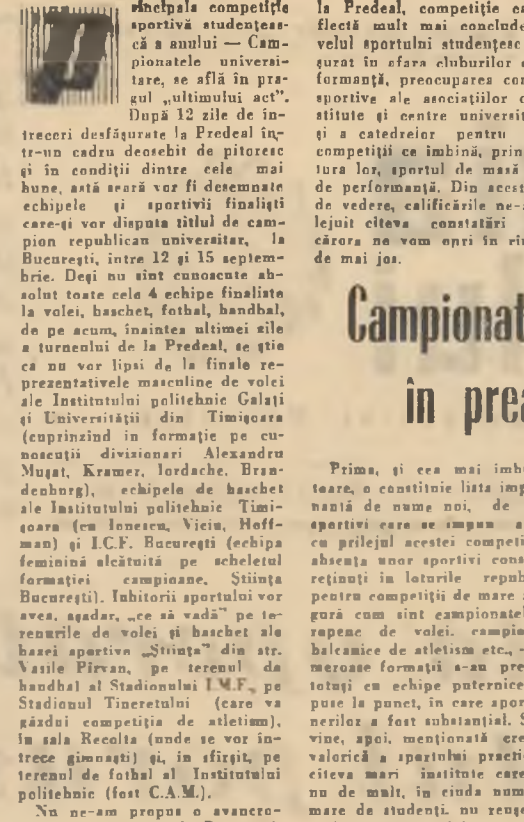 Principala competiție
sportivă studențeas-
că a anului — Cam-
pionatele universi-
tare, se află în pra-
gul „ultimului act”.
După 12 zile de în-
treceri desfășurate la Predeal în-
tr-un cadru deosebit de pitoresc
și în condiții dintre cele mai
bune, astă seară vor fi desemnate
echipele și sportivii finaliști
care-și vor disputa titlul de cam-
pion republican universitar, la
București, între 12 și 15 septem-
brie. Deși nu sînt cunoscute ab-
solut toate cele 4 echipe finaliste
la volei, baschet, fotbal, handbal,
de pe acum, înaintea ultimei zile
a turneului de la Predeal, se știe
că nu vor lipsi de la finale re-
prezentativele masculine de volei
ale Institutului politehnic Galați
și Universității din Timișoara
(cuprinzind în formație pe cu-
noscuții divizionari Alexandru
Mușat, Kramer, Iordache, Bran-
denburg), echipele de baschet
ale Institutului politehnic Timi-
șoara (cu Ionescu, Viciu, Hoff-
man) și I.C.F. București (echipa
feminină alcătuită pe scheletul
formației campioane, Știința
București). Iubitorii sportului vor
avea, așadar, „ce să vadă” pe te-
renurile de volei și baschet ale
bazei sportive „Știința” din str.
Vasile Pîrvan, pe terenul de
handbal al Stadionului I.M.F., pe
Stadionul Tineretului (care va
găzdui competiția de atletism),
în sala Recolta (unde se vor în-
trece gimnaștii) și, în sfîrșit, pe
terenul de fotbal al Institutului
politehnic (fost C.A.M.).
Nu ne-am propus o avancro-
la Predeal, competiție ca
flectă mult mai conclude
velul sportului studențesc
șurat în afara cluburilor
formanță, preocuparea con
sportive ale asociațiilor
stitute și centre universit
și a catedrelor pentru
competiții ce îmbină, prin
tura lor, sportul de masă
de performanță. Din acest
de vedere, calificările ne-
lejuit cîteva constatări
cărora ne vom opri în rîn
de mai jos.
Campionat
în prea
Prima, și cea mai îmbu
toare, o constituie lista imp
nantă de nume noi, de
sportivi care se impun
cu prilejul acestei competi
absența unor sportivi cons
reținuți în loturile repub
pentru competiții de mare
gură cum sînt campionatel
ropene de volei, campion
balcanice de atletism etc.,
meroase formații s-au pre
totuși cu echipe puternice
puse la punct, în care apor
nerilor a fost substanțial. S
vine, apoi, menționată cre
valorică a sportului practi
cîteva mari institute care
nu de mult, în ciuda num
mare de studenți, nu reuș